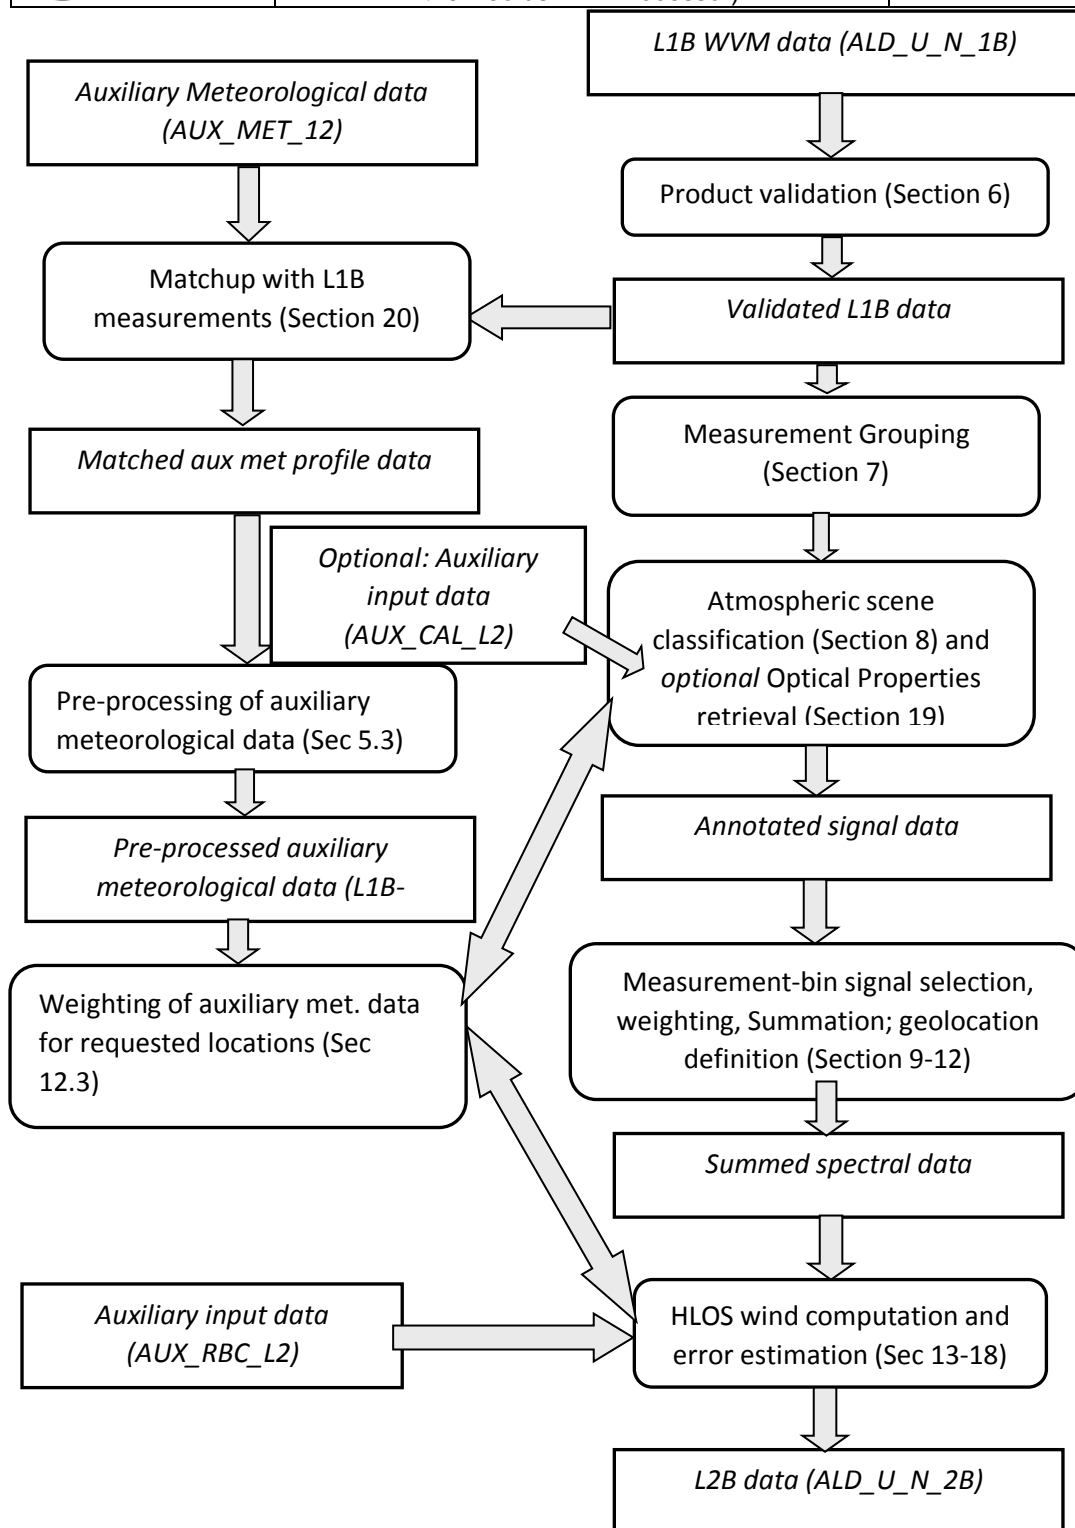 L1B WVM data (ALD_U_N_1B)
Auxiliary Meteorological data
(AUX_MET_12)
Product validation (Section 6)
Matchup with L1B
measurements (Section 20)
Validated L1B data
Matched aux met profile data
Measurement Grouping
(Section 7)
Optional: Auxiliary
input data
(AUX_CAL_L2)
Atmospheric scene
classification (Section 8) and
optional Optical Properties
retrieval (Section 19)
Pre-processing of auxiliary
meteorological data (Sec 5.3)
Annotated signal data
Pre-processed auxiliary
meteorological data (L1B-
Measurement-bin signal selection,
weighting, Summation; geolocation
definition (Section 9-12)
Weighting of auxiliary met. data
for requested locations (Sec
12.3)
Summed spectral data
Auxiliary input data
(AUX_RBC_L2)
HLOS wind computation and
error estimation (Sec 13-18)
L2B data (ALD_U_N_2B)